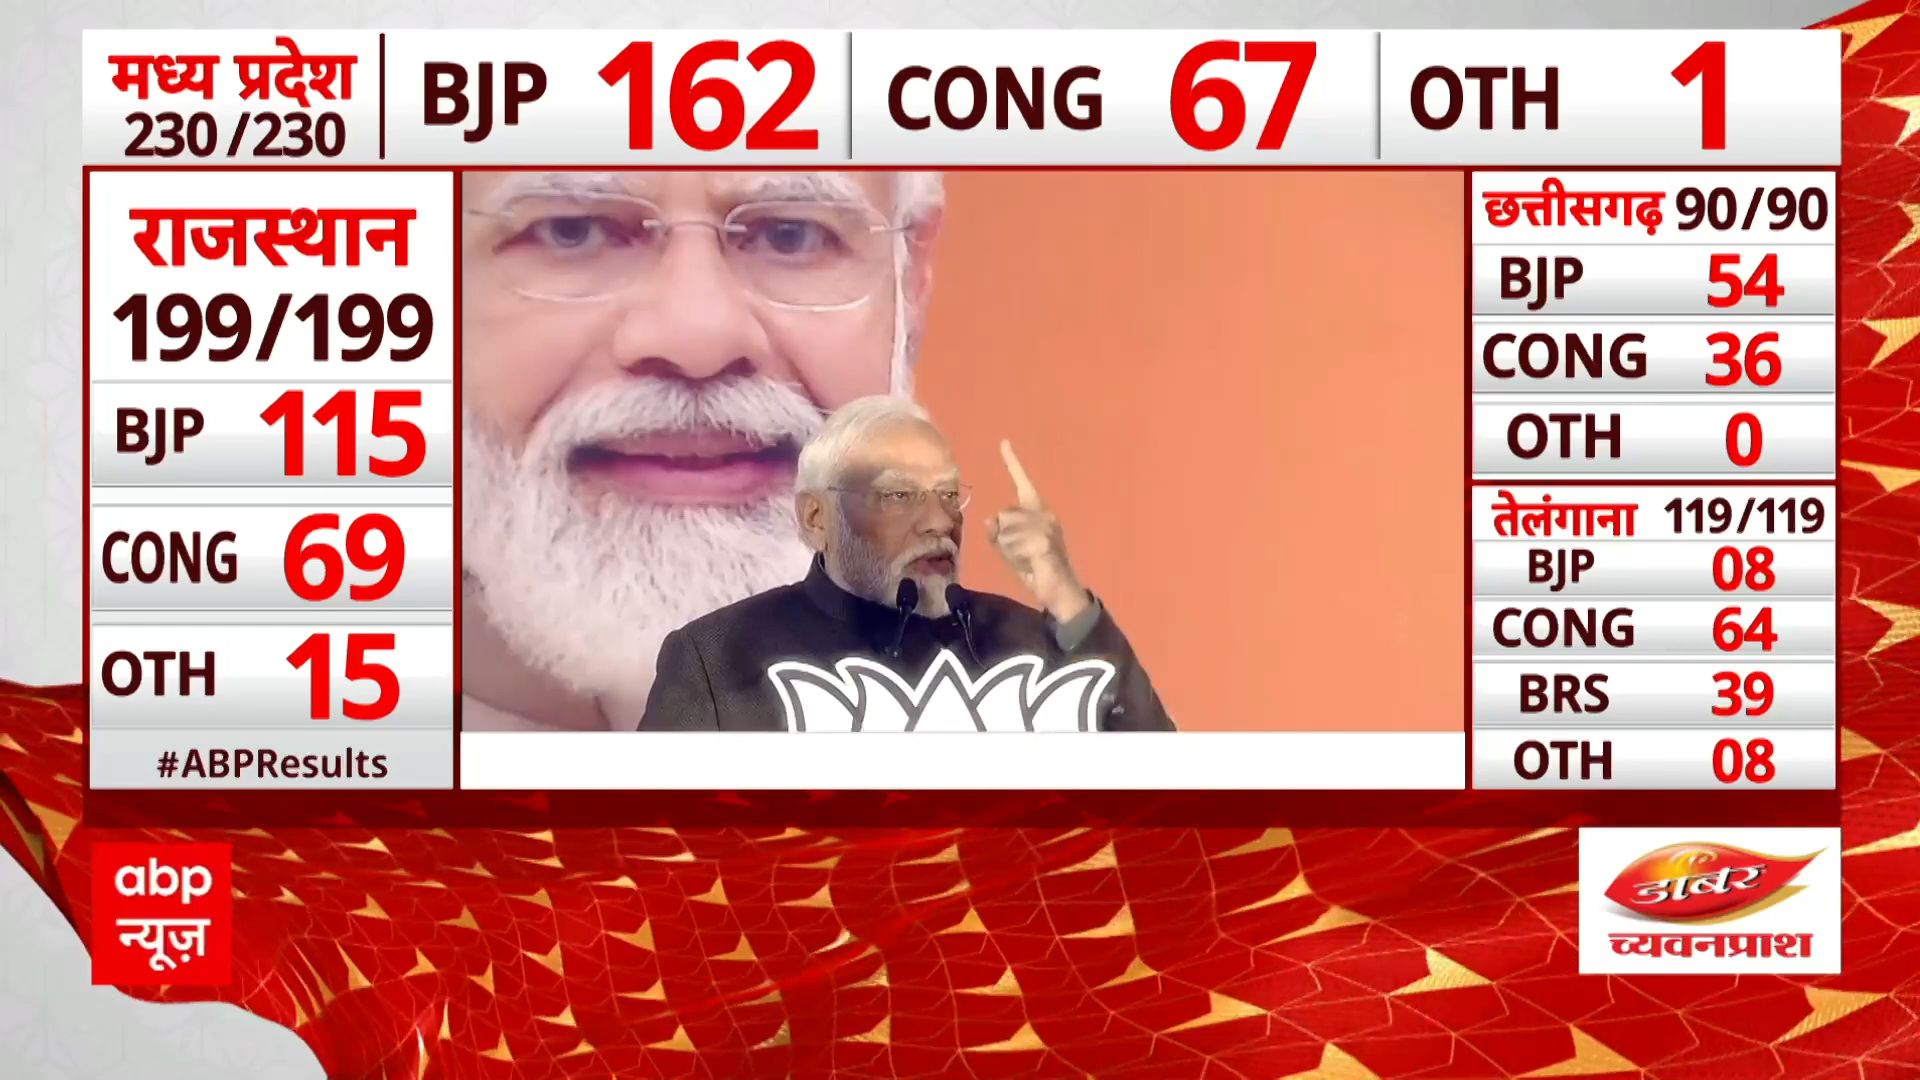 मध्य प्रदेश
230/230
BJP 162
CONG 67
OTH 1
राजस्थान
199/199
BJP 115
CONG 69
OTH 15
#ABPResults
छत्तीसगढ़ 90/90
BJP 54
CONG 36
OTH 0
तेलंगाना 119/119
BJP 08
CONG 64
BRS 39
OTH 08
abp
न्यूज़
डाबर
च्यवनप्राश